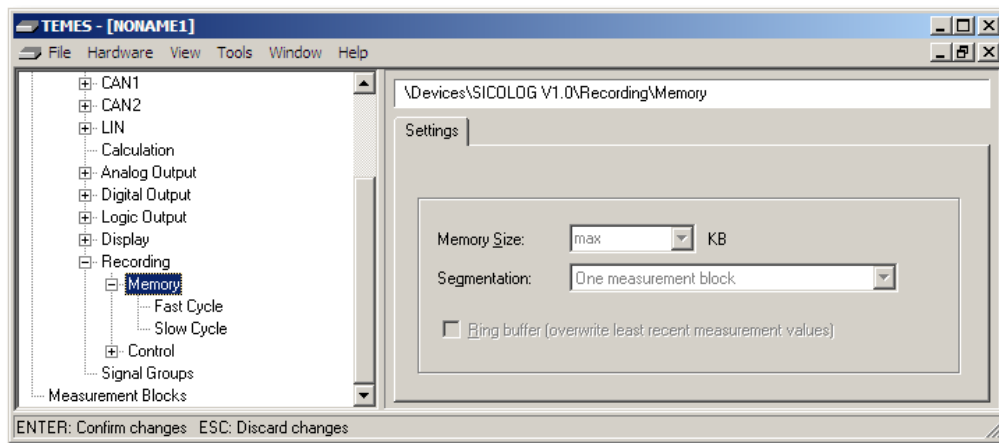 TEMES - [NONAME1]
File Hardware View Tools Window Help
CAN1
CAN2
LIN
Calculation
Analog Output
Digital Output
Logic Output
Display
Recording
Memory
Fast Cycle
Slow Cycle
Control
Signal Groups
Measurement Blocks
\Devices\SICOLOG V1.0\Recording\Memory
Settings
Memory Size: max KB
Segmentation: One measurement block
Ring buffer (overwrite least recent measurement values)
ENTER: Confirm changes ESC: Discard changes